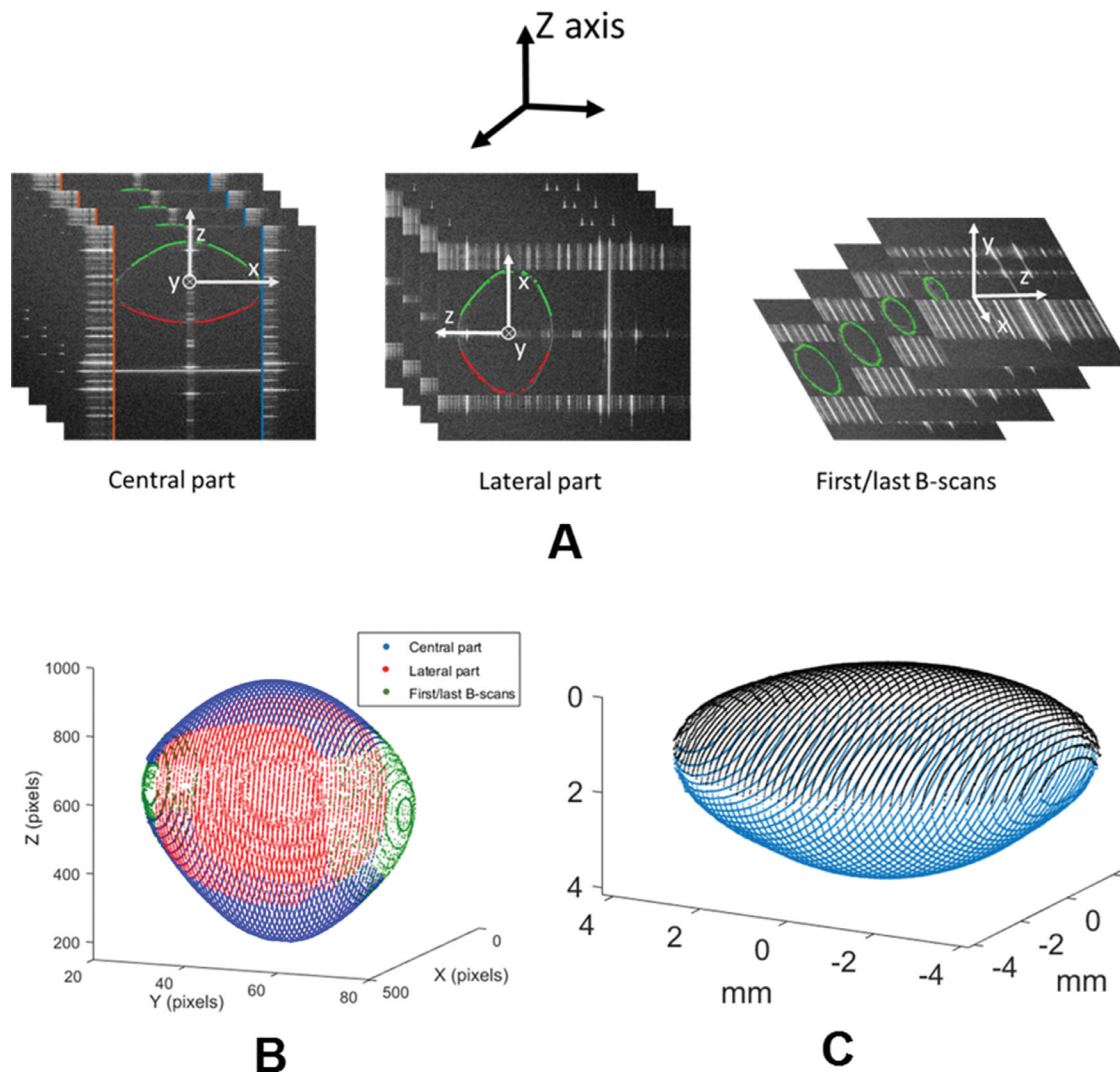 Z axis
z
x
y
x
z
y
y
z
x
Central part
Lateral part
First/last B-scans
A
Central part
Lateral part
First/last B-scans
1000
800
600
400
200
Z (pixels)
20
40
60
80
Y (pixels)
500
0
X (pixels)
0
2
4
4
2
0
-2
-4
mm
-4
-2
0
mm
B
C